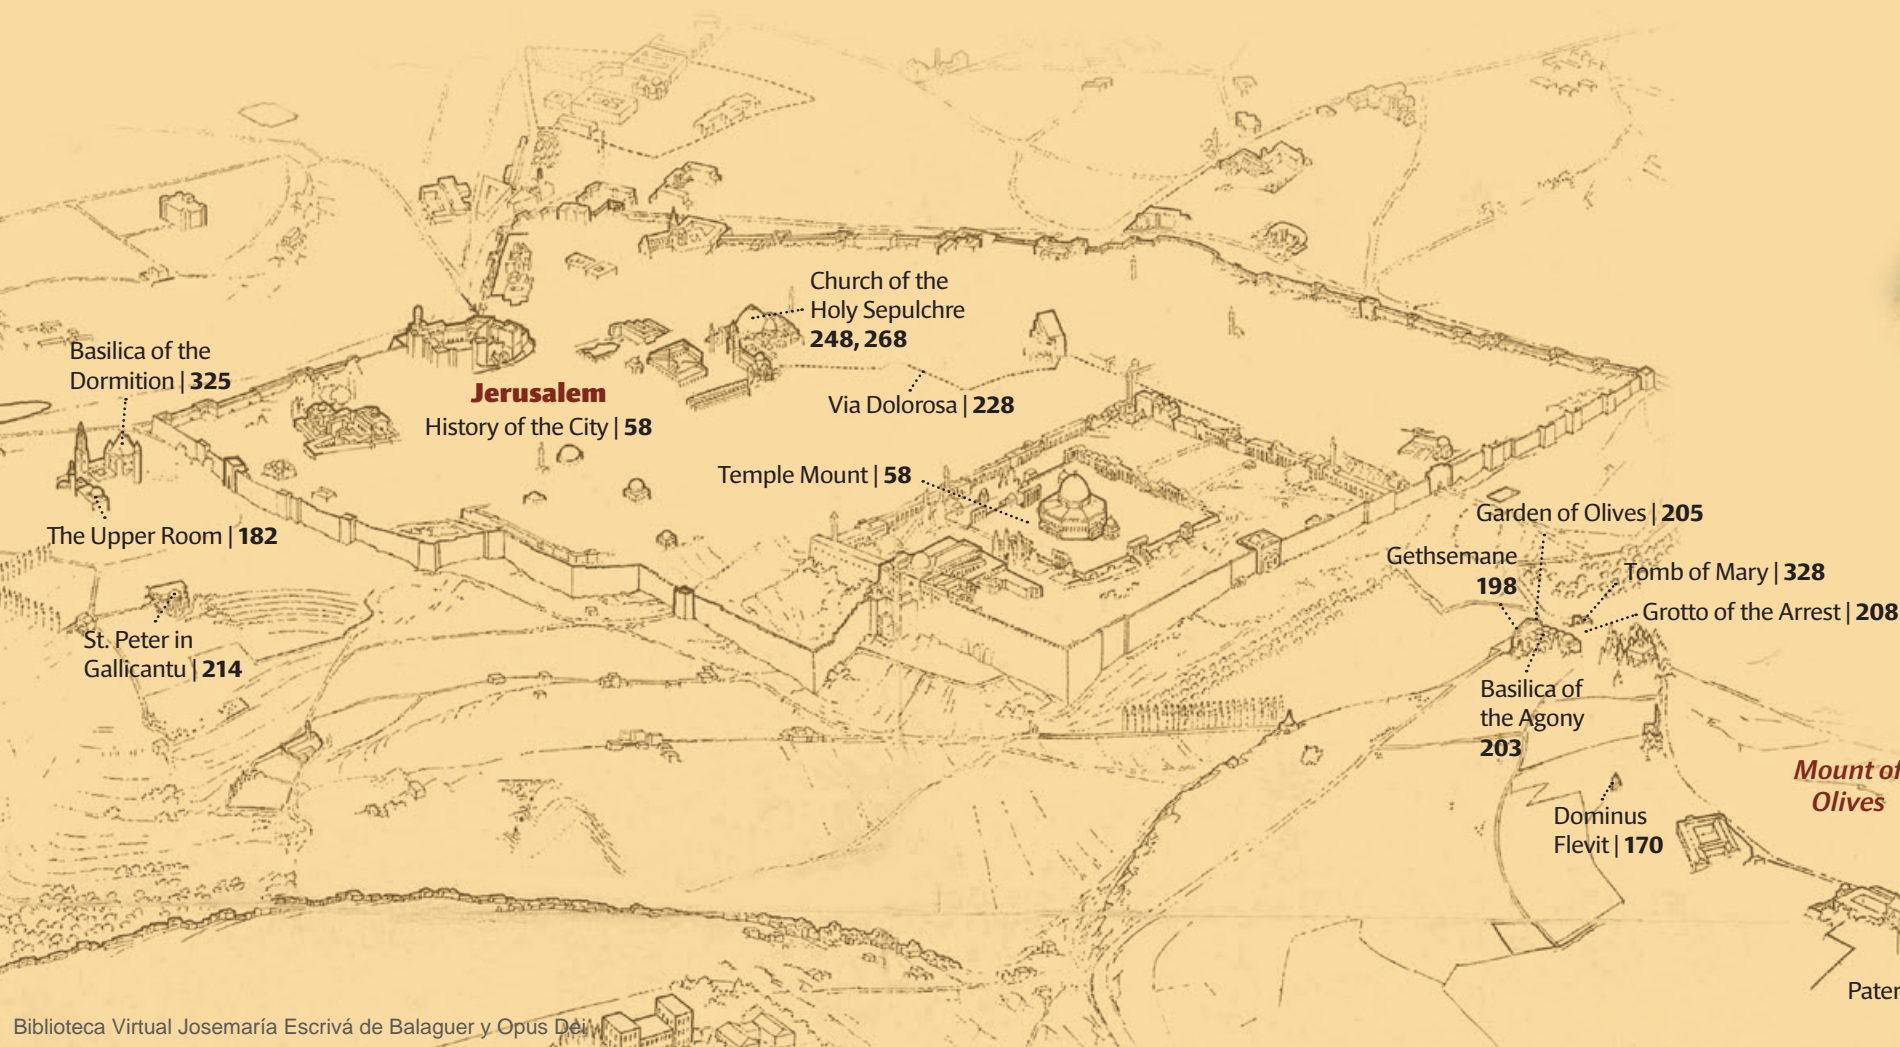 Church of the
Holy Sepulchre
248, 268
Basilica of the
Dormition | 325
Jerusalem
History of the City | 58
Via Dolorosa | 228
Temple Mount | 58
The Upper Room | 182
Garden of Olives | 205
Gethsemane
198
Tomb of Mary | 328
Grotto of the Arrest | 208
St. Peter in
Gallicantu | 214
Basilica of
the Agony
203
Mount of
Olives
Dominus
Flevit | 170
Pater
Biblioteca Virtual Josemaría Escrivá de Balaguer y Opus Dei